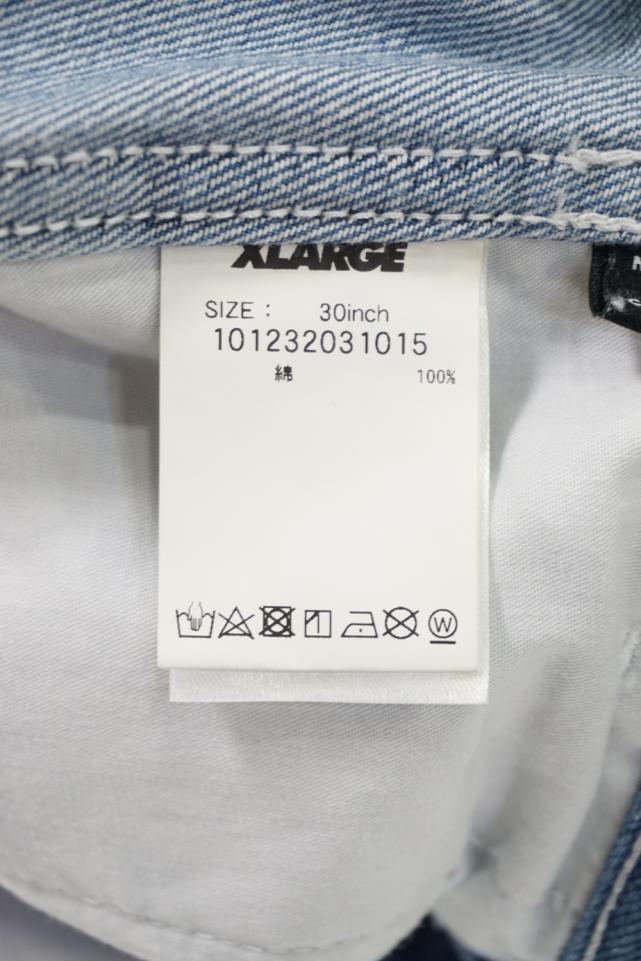 XLARGE
SIZE : 30inch
101232031015
綿 100%
W